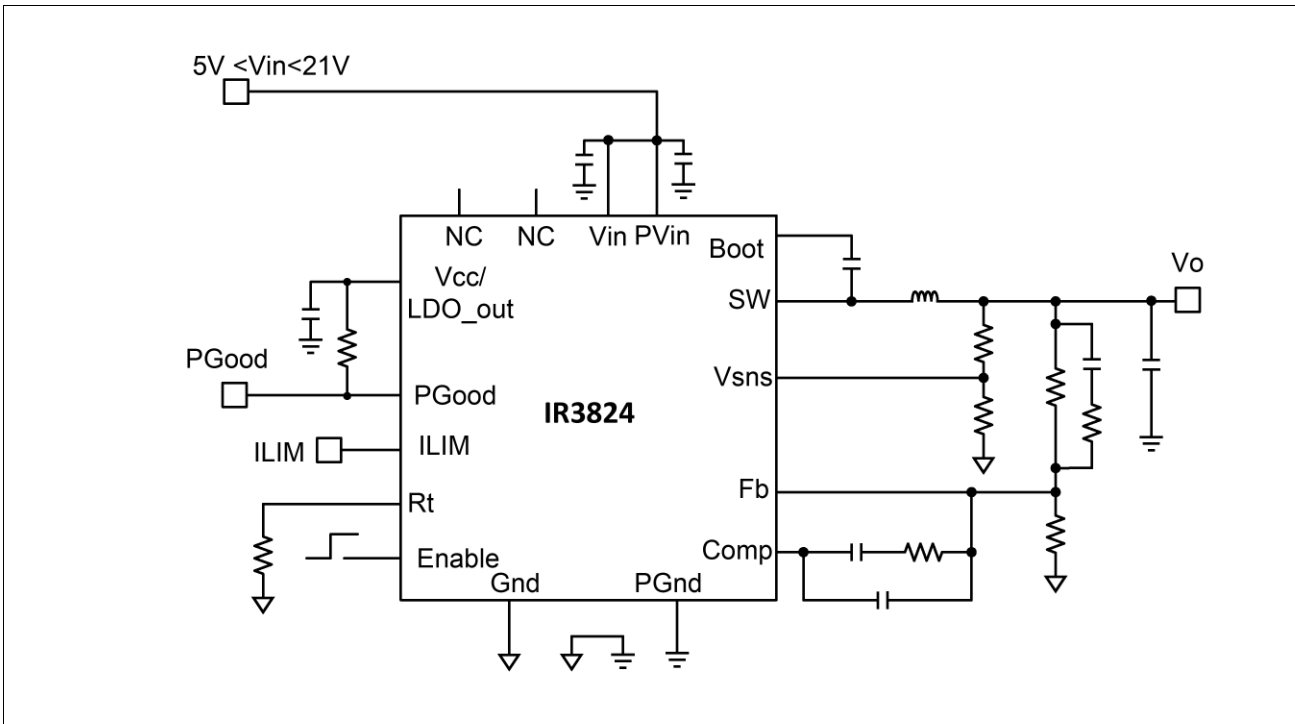 5V <Vin<21V
NC
NC
Vin
PVin
Boot
Vcc/
LDO_out
SW
Vo
PGood
Vsns
PGood
IR3824
ILIM
ILIM
Rt
Fb
Enable
Comp
Gnd
PGnd